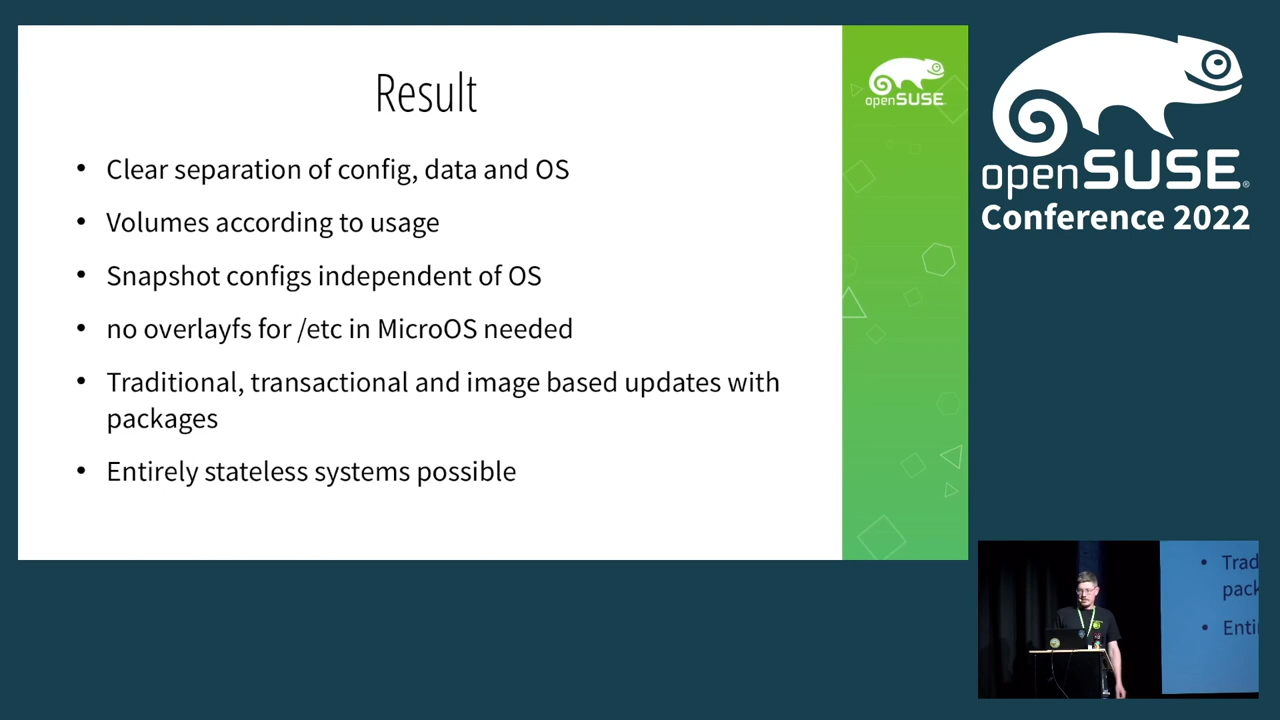 Result
• Clear separation of config, data and OS
• Volumes according to usage
• Snapshot configs independent of OS
• no overlayfs for /etc in MicroOS needed
• Traditional, transactional and image based updates with
packages
• Entirely stateless systems possible
openSUSE
openSUSE®
Conference 2022
• Trad
pack
• Enti